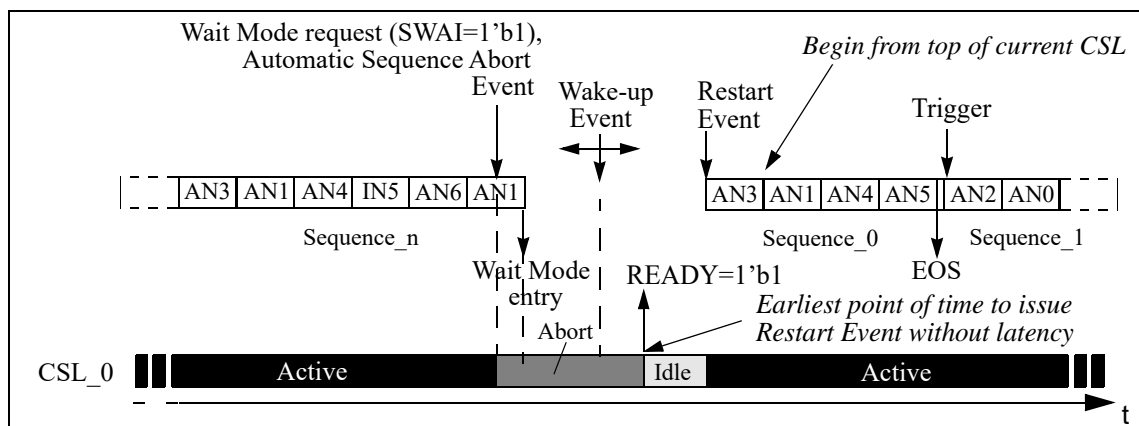 Wait Mode request (SWAI=1’b1),
Automatic Sequence Abort
Event
Wake-up
Event
Restart
Event
Begin from top of current CSL
Trigger
AN3 AN1 AN4 IN5 AN6 AN1
AN3 AN1 AN4 AN5 AN2 AN0
Sequence_n
Sequence_0
Sequence_1
Wait Mode
entry
READY=1’b1
EOS
Earliest point of time to issue
Restart Event without latency
Abort
CSL_0
Active
Idle
Active
t